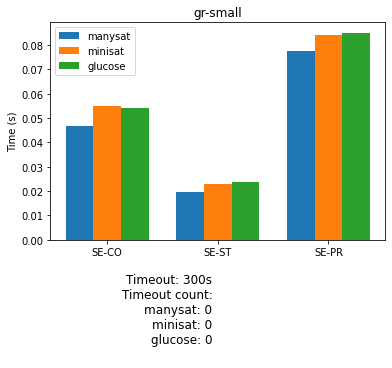 gr-small
manysat
minisat
glucose
Time (s)
0.08
0.07
0.06
0.05
0.04
0.03
0.02
0.01
0.00
SE-CO SE-ST SE-PR
Timeout: 300s
Timeout count:
manysat: 0
minisat: 0
glucose: 0